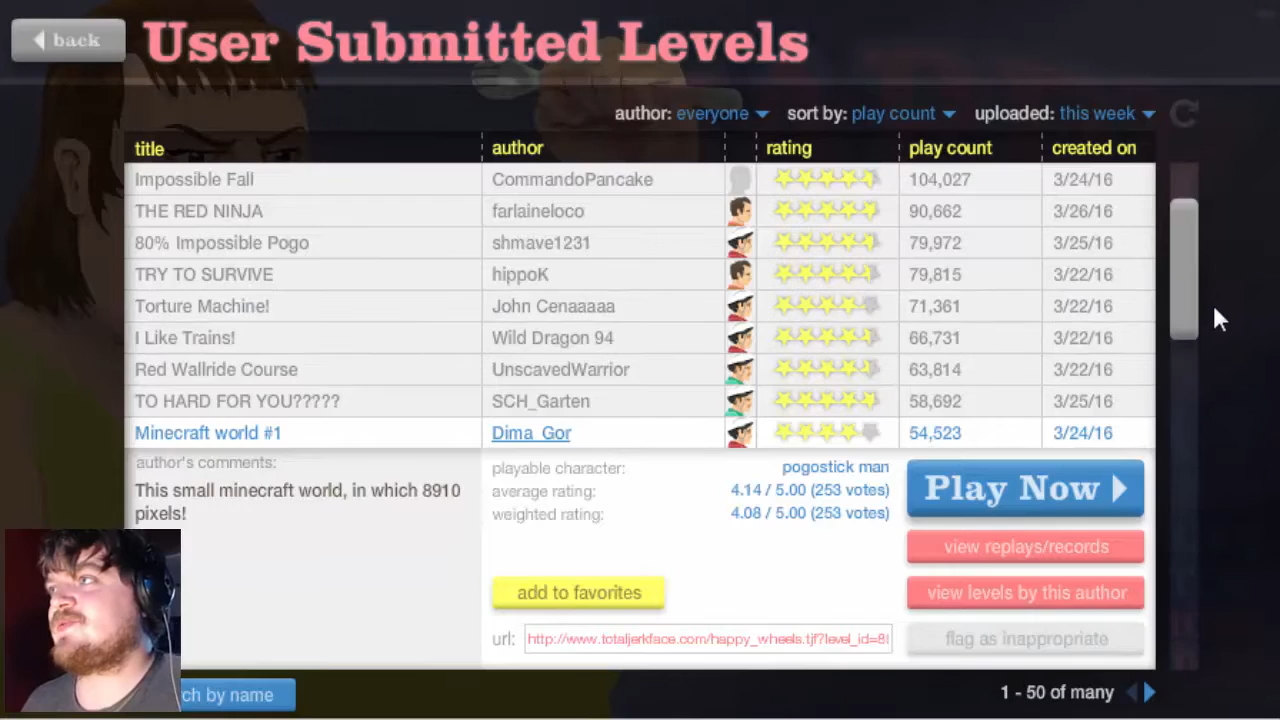 back
User Submitted Levels
author: everyone sort by: play count uploaded: this week
title author rating play count created on
Impossible Fall CommandoPancake 104,027 3/24/16
THE RED NINJA farlaineloco 90,662 3/26/16
80% Impossible Pogo shmave1231 79,972 3/25/16
TRY TO SURVIVE hippoK 79,815 3/22/16
Torture Machine! John Cenaaaaa 71,361 3/22/16
I Like Trains! Wild Dragon 94 66,731 3/22/16
Red Wallride Course UnscavedWarrior 63,814 3/22/16
TO HARD FOR YOU????? SCH_Garten 58,692 3/25/16
Minecraft world #1 Dima_Gor 54,523 3/24/16
author's comments:
This small minecraft world, in which 8910
pixels!
playable character: pogostick man
average rating: 4.14 / 5.00 (253 votes)
weighted rating: 4.08 / 5.00 (253 votes)
Play Now
view replays/records
add to favorites
view levels by this author
url: http://www.totaljerkface.com/happy_wheels.tjf?level_id=8
flag as inappropriate
by name
1 - 50 of many